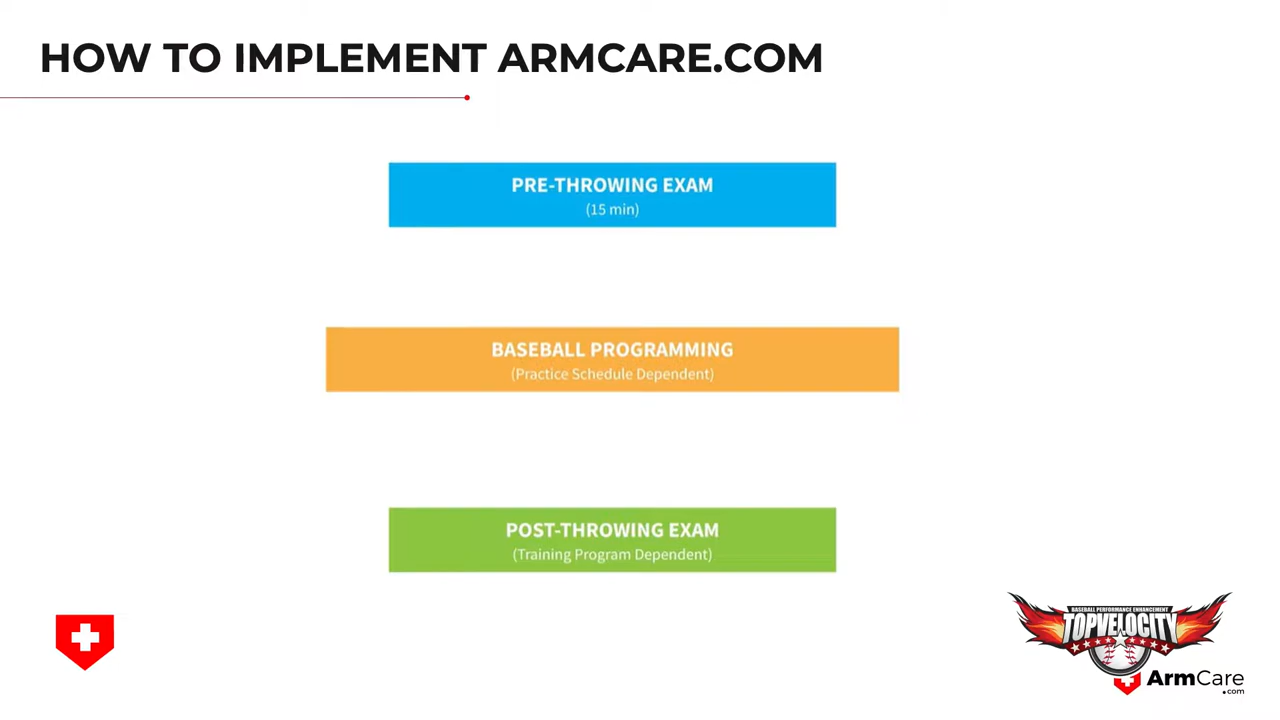 HOW TO IMPLEMENT ARMCARE.COM
PRE-THROWING EXAM
(15 min)
BASEBALL PROGRAMMING
(Practice Schedule Dependent)
POST-THROWING EXAM
(Training Program Dependent)
BASEBALL PERFORMANCE ENHANCEMENT
TOPVELOCITY
ArmCare
.com